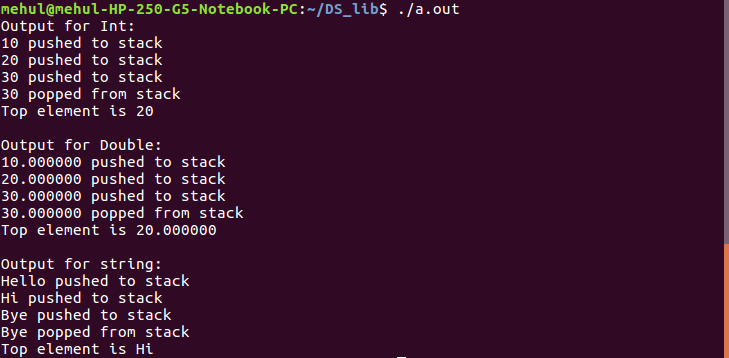 mehul@mehul-HP-250-G5-Notebook-PC:~/DS_lib$ ./a.out
Output for Int:
10 pushed to stack
20 pushed to stack
30 pushed to stack
30 popped from stack
Top element is 20

Output for Double:
10.000000 pushed to stack
20.000000 pushed to stack
30.000000 pushed to stack
30.000000 popped from stack
Top element is 20.000000

Output for string:
Hello pushed to stack
Hi pushed to stack
Bye pushed to stack
Bye popped from stack
Top element is Hi